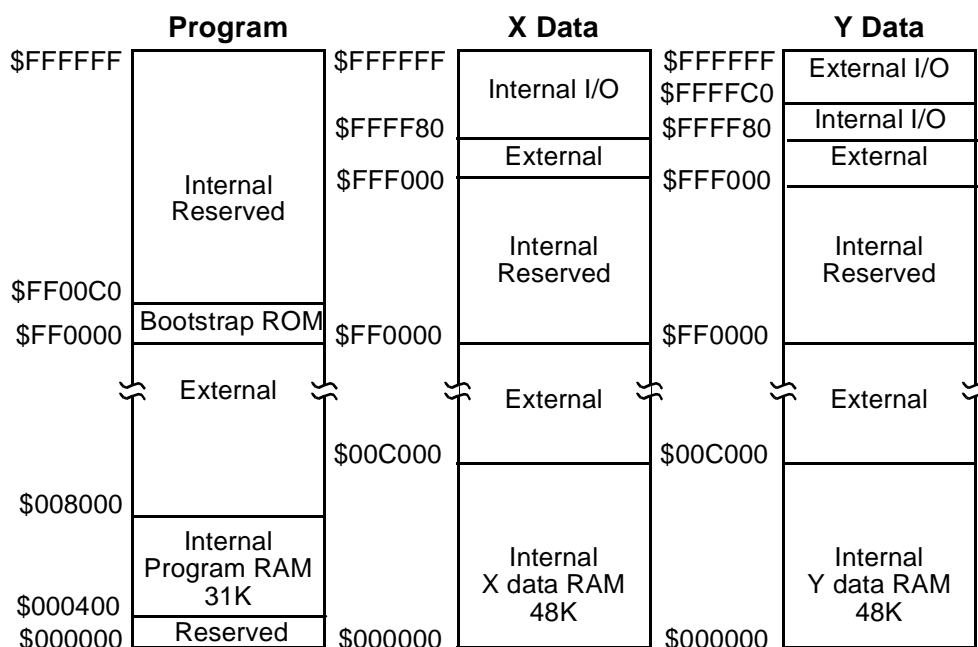 Program
$FFFFFF
Internal
Reserved
$FF00C0
Bootstrap ROM
$FF0000
External
$008000
Internal
Program RAM
31K
$000400
Reserved
$000000
X Data
$FFFFFF
Internal I/O
$FFFF80
External
$FFF000
Internal
Reserved
$FF0000
External
$00C000
Internal
X data RAM
48K
$000000
Y Data
$FFFFFF
External I/O
$FFFFC0
Internal I/O
$FFFF80
External
$FFF000
Internal
Reserved
$FF0000
External
$00C000
Internal
Y data RAM
48K
$000000